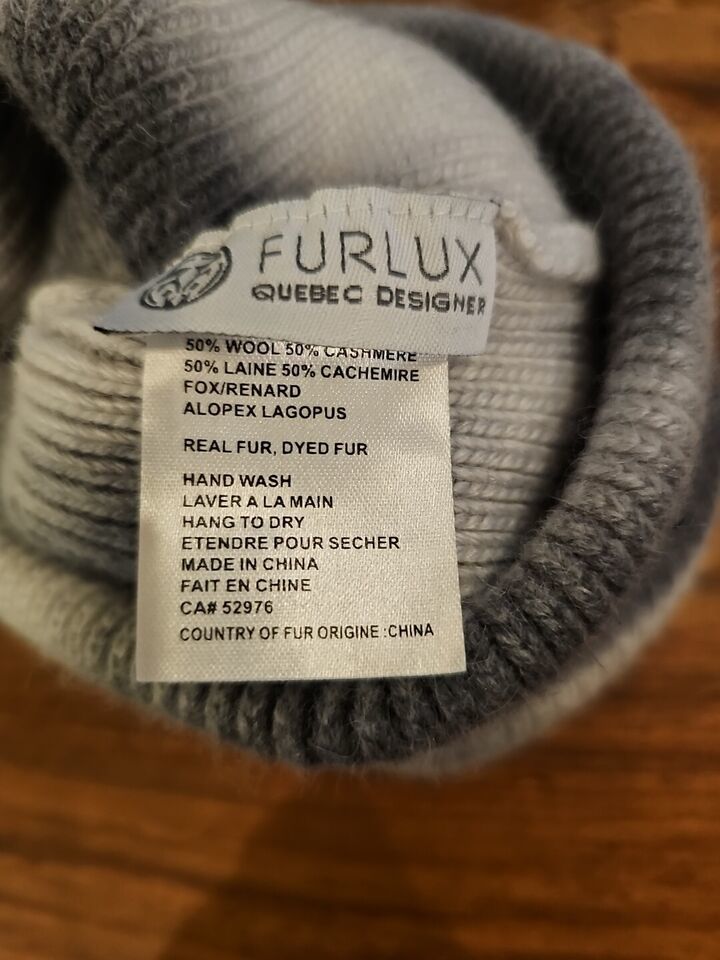 FURLUX
QUEBEC DESIGNER
50% WOOL 50% CASHMERE
50% LAINE 50% CACHEMIRE
FOX/RENARD
ALOPEX LAGOPUS
REAL FUR, DYED FUR
HAND WASH
LAVER A LA MAIN
HANG TO DRY
ETENDRE POUR SECHER
MADE IN CHINA
FAIT EN CHINE
CA# 52976
COUNTRY OF FUR ORIGINE :CHINA